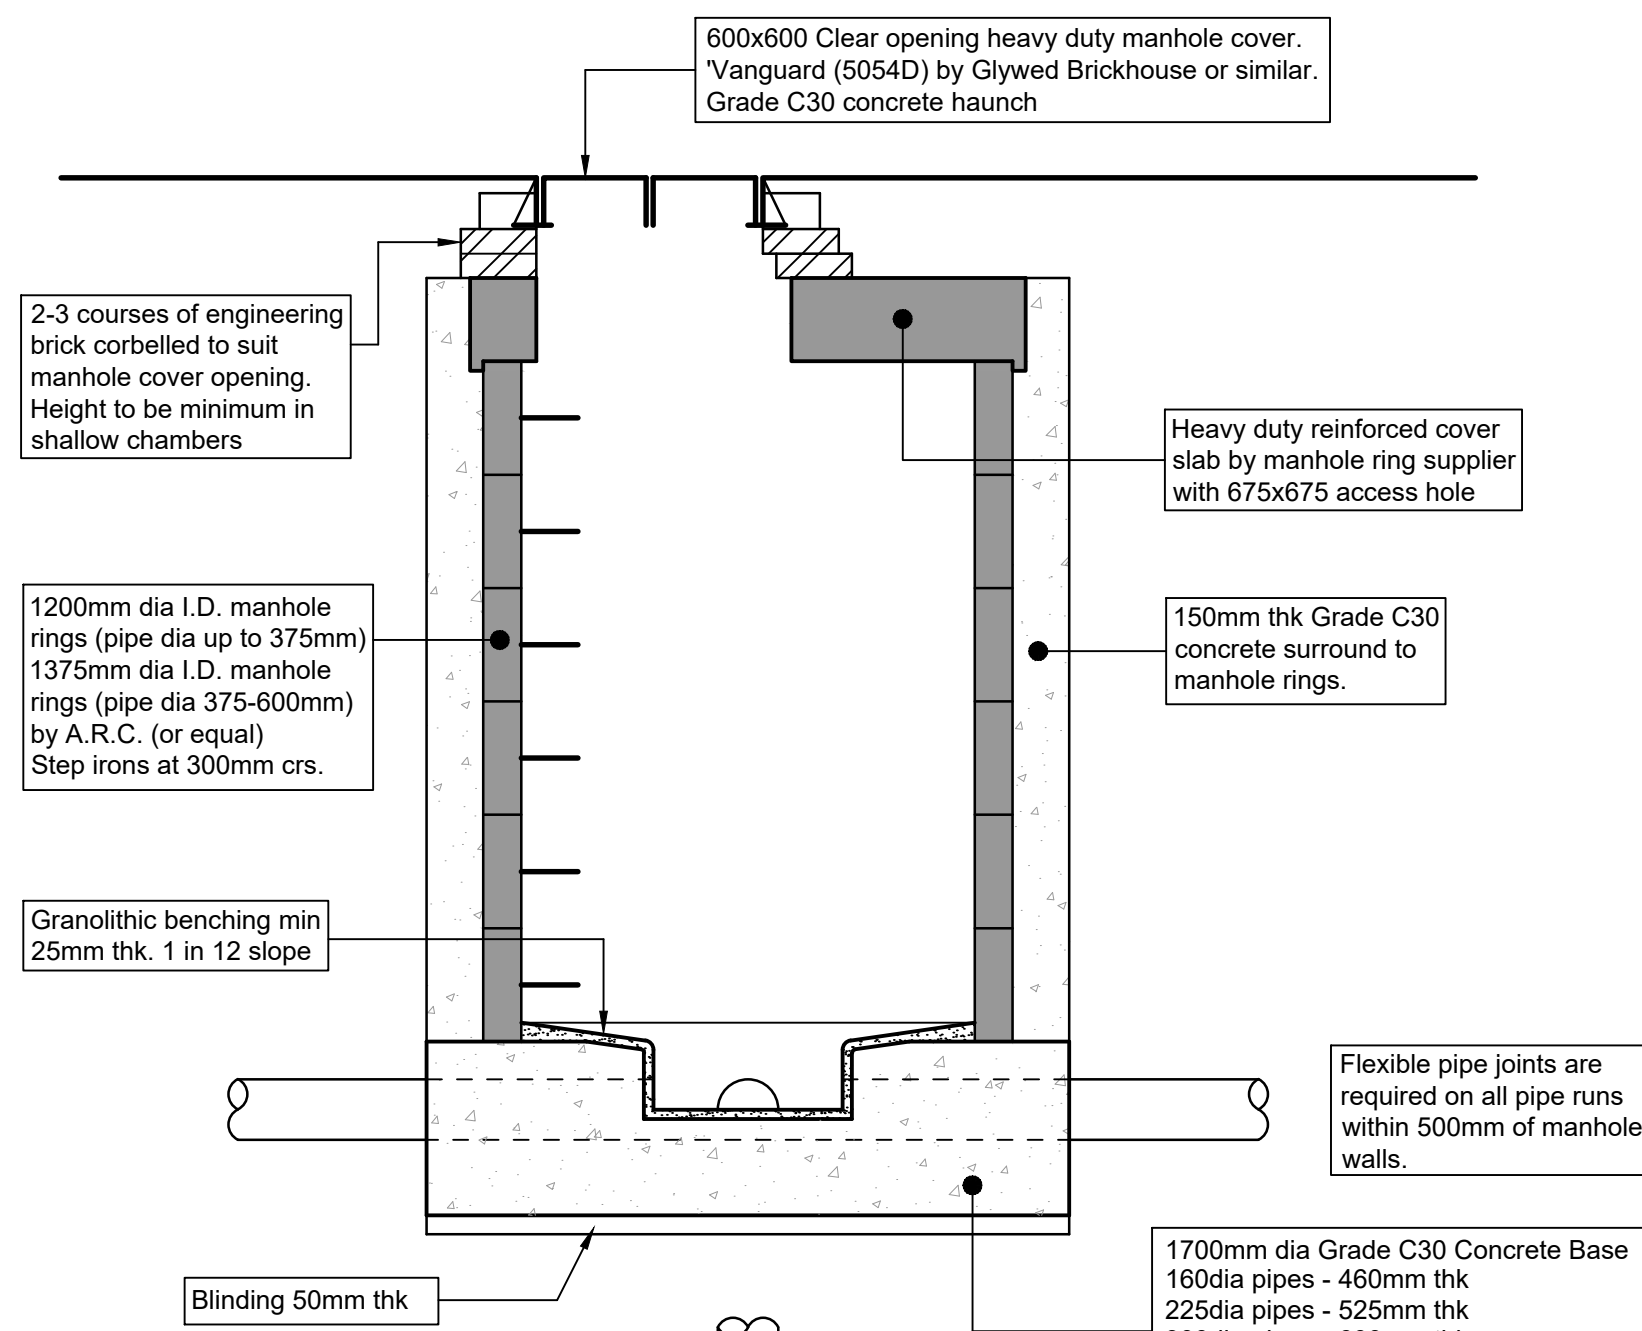 600x600 Clear opening heavy duty manhole cover.
'Vanguard (5054D) by Glywed Brickhouse or similar.
Grade C30 concrete haunch
2-3 courses of engineering
brick corbelled to suit
manhole cover opening.
Height to be minimum in
shallow chambers
Heavy duty reinforced cover
slab by manhole ring supplier
with 675x675 access hole
1200mm dia I.D. manhole
rings (pipe dia up to 375mm)
1375mm dia I.D. manhole
rings (pipe dia 375-600mm)
by A.R.C. (or equal)
Step irons at 300mm crs.
150mm thk Grade C30
concrete surround to
manhole rings.
Granolithic benching min
25mm thk. 1 in 12 slope
Flexible pipe joints are
required on all pipe runs
within 500mm of manhole
walls.
Blinding 50mm thk
1700mm dia Grade C30 Concrete Base
160dia pipes - 460mm thk
225dia pipes - 525mm thk